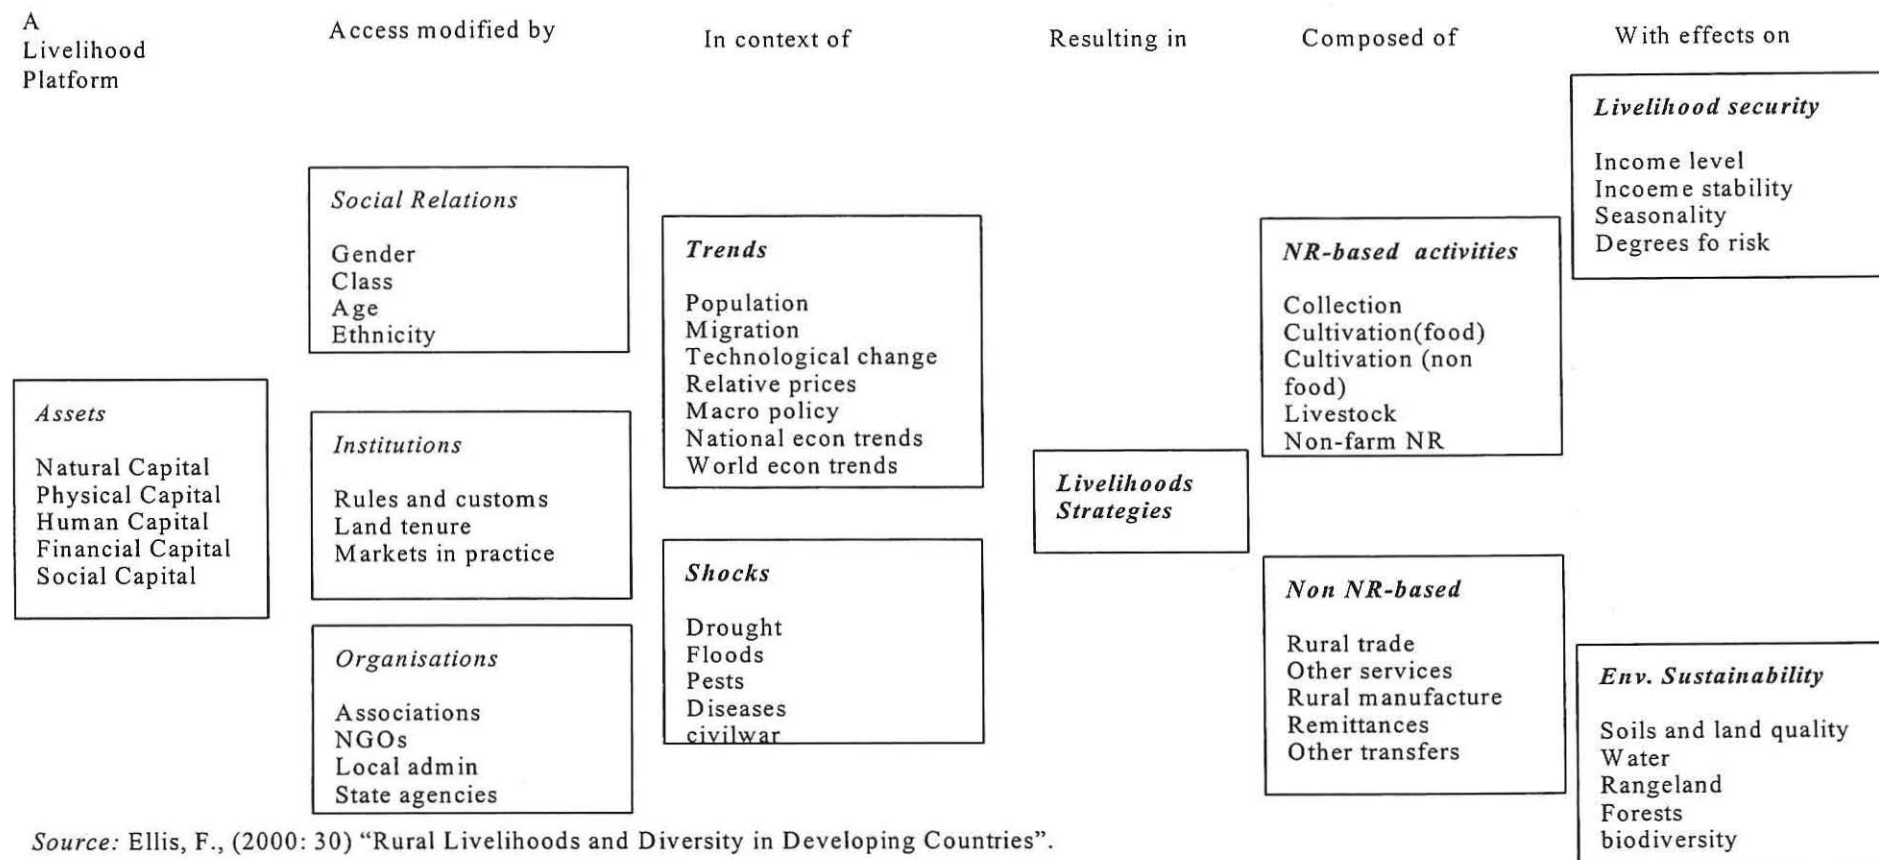 A
Livelihood
Platform
Access modified by
In context of
Resulting in
Composed of
With effects on
Assets
Natural Capital
Physical Capital
Human Capital
Financial Capital
Social Capital
Social Relations
Gender
Class
Age
Ethnicity
Institutions
Rules and customs
Land tenure
Markets in practice
Organisations
Associations
NGOs
Local admin
State agencies
Trends
Population
Migration
Technological change
Relative prices
Macro policy
National econ trends
World econ trends
Shocks
Drought
Floods
Pests
Diseases
civilwar
Livelihoods
Strategies
NR-based activities
Collection
Cultivation(food)
Cultivation (non
food)
Livestock
Non-farm NR
Non NR-based
Rural trade
Other services
Rural manufacture
Remittances
Other transfers
Livelihood security
Income level
Incoeme stability
Seasonality
Degrees fo risk
Env. Sustainability
Soils and land quality
Water
Rangeland
Forests
biodiversity
Source: Ellis, F., (2000: 30) “Rural Livelihoods and Diversity in Developing Countries”.